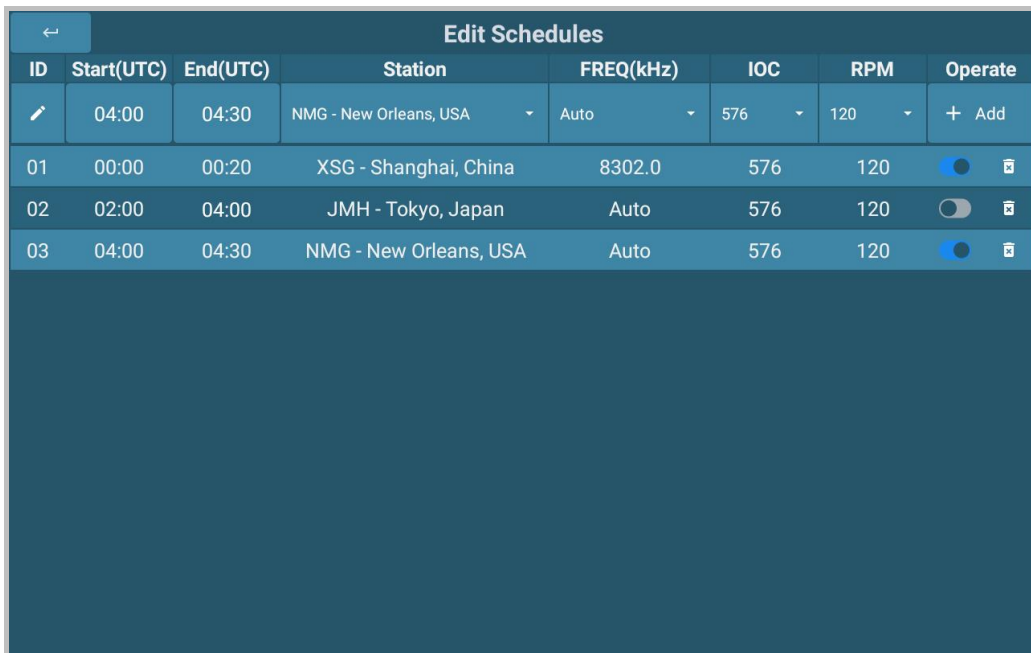 Edit Schedules
ID Start(UTC) End(UTC) Station FREQ(kHz) IOC RPM Operate
04:00 04:30 NMG - New Orleans, USA Auto 576 120 + Add
01 00:00 00:20 XSG - Shanghai, China 8302.0 576 120
02 02:00 04:00 JMH - Tokyo, Japan Auto 576 120
03 04:00 04:30 NMG - New Orleans, USA Auto 576 120